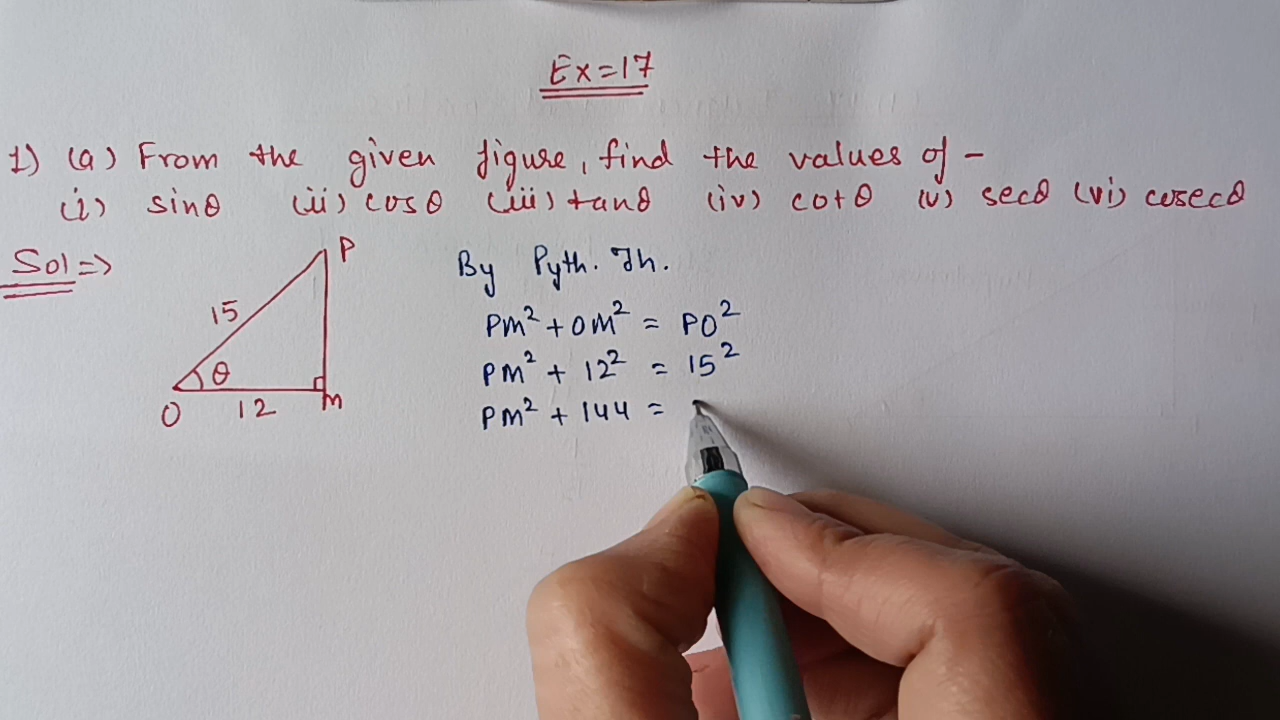 Ex=17
1) (a) From the given figure, find the values of -
(i) sinθ (ii) cosθ (iii) tanθ (iv) cotθ (v) secθ (vi) cosecθ
Sol=>
P
15
θ
O 12 M
By Pyth. Th.
PM² + OM² = PO²
PM² + 12² = 15²
PM² + 144 =